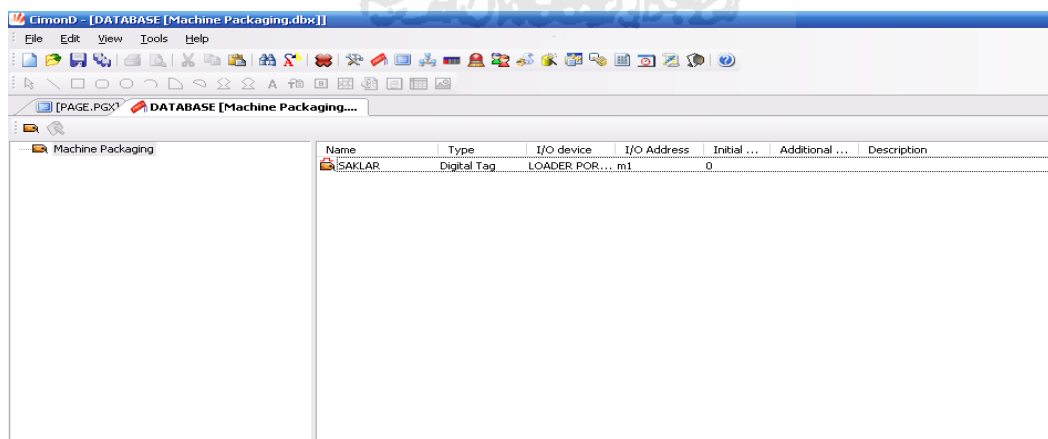 CimonD - [DATABASE [Machine Packaging.dbx]]
File Edit View Tools Help
[PAGE.PGX] DATABASE [Machine Packaging....
Machine Packaging
Name Type I/O device I/O Address Initial ... Additional ... Description
SAKLAR Digital Tag LOADER POR... m1 0